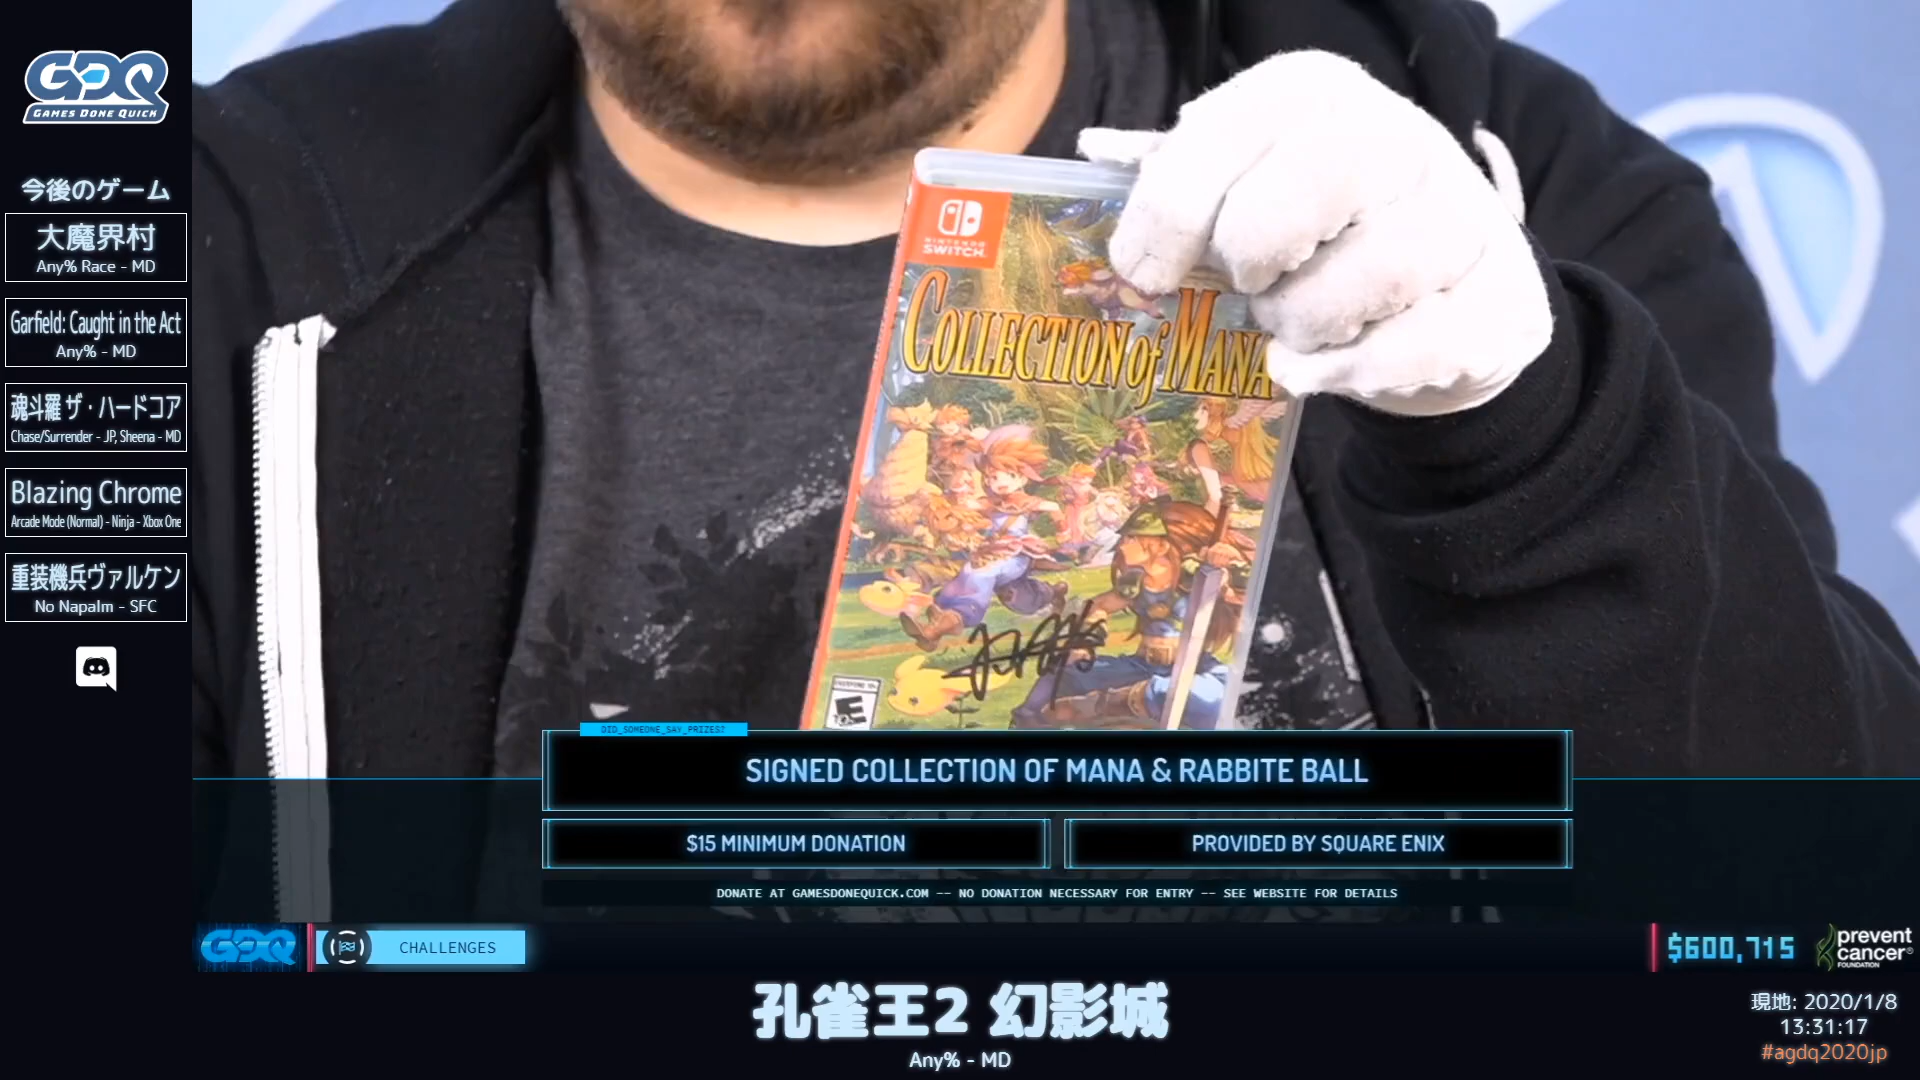 GDQ
GAMES DONE QUICK
今後のゲーム
大魔界村
Any% Race - MD
Garfield: Caught in the Act
Any% - MD
魂斗羅 ザ・ハードコア
Chase/Surrender - JP, Sheena - MD
Blazing Chrome
Arcade Mode (Normal) - Ninja - Xbox One
重装機兵ヴァルケン
No Napalm - SFC
NINTENDO
SWITCH
COLLECTION of MANA
EVERYONE 10+
E
DID_SOMEONE_SAY_PRIZES?
SIGNED COLLECTION OF MANA & RABBITE BALL
$15 MINIMUM DONATION
PROVIDED BY SQUARE ENIX
DONATE AT GAMESDONEQUICK.COM -- NO DONATION NECESSARY FOR ENTRY -- SEE WEBSITE FOR DETAILS
GDQ
CHALLENGES
$600,715
prevent
cancer
FOUNDATION
孔雀王2 幻影城
Any% - MD
現地: 2020/1/8
13:31:17
#agdq2020jp